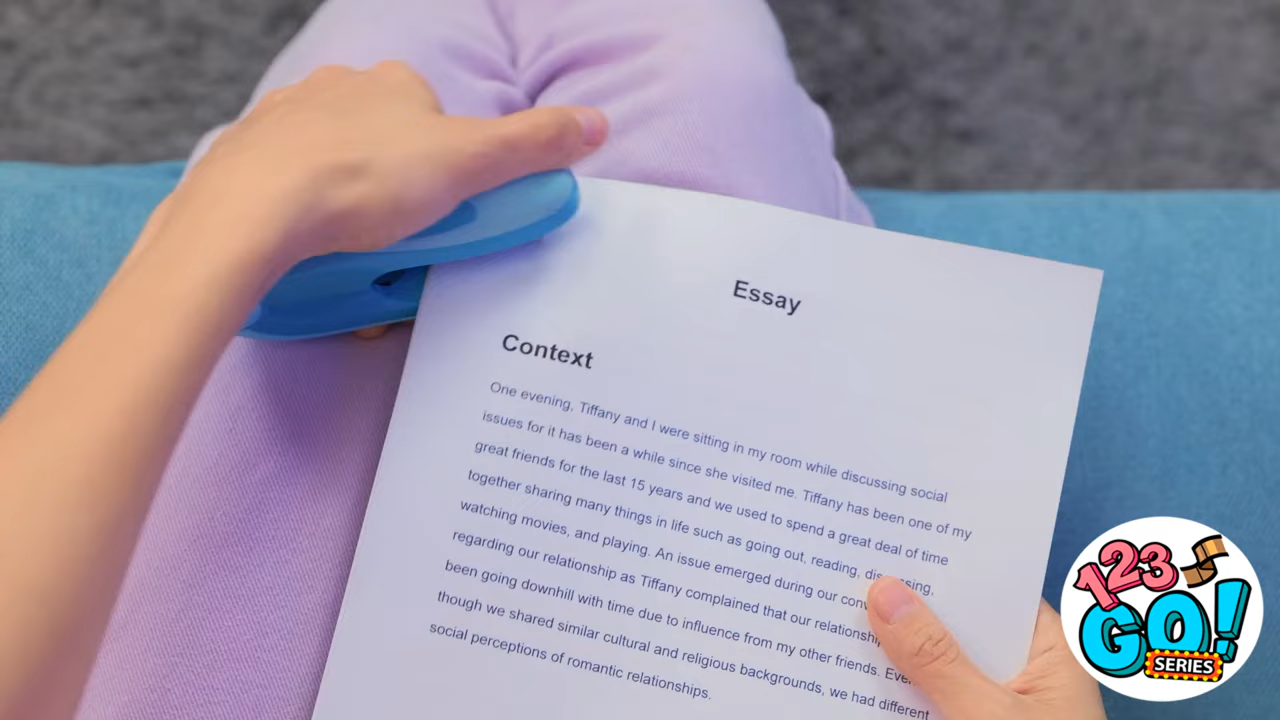 Essay
Context
One evening, Tiffany and I were sitting in my room while discussing social
issues for it has been a while since she visited me. Tiffany has been one of my
great friends for the last 15 years and we used to spend a great deal of time
together sharing many things in life such as going out, reading,
watching movies, and playing. An issue emerged during our
regarding our relationship as Tiffany complained that our
been going downhill with time due to influence from my other friends.
though we shared similar cultural and religious backgrounds, we had different
social perceptions of romantic relationships.
123
GO!
SERIES